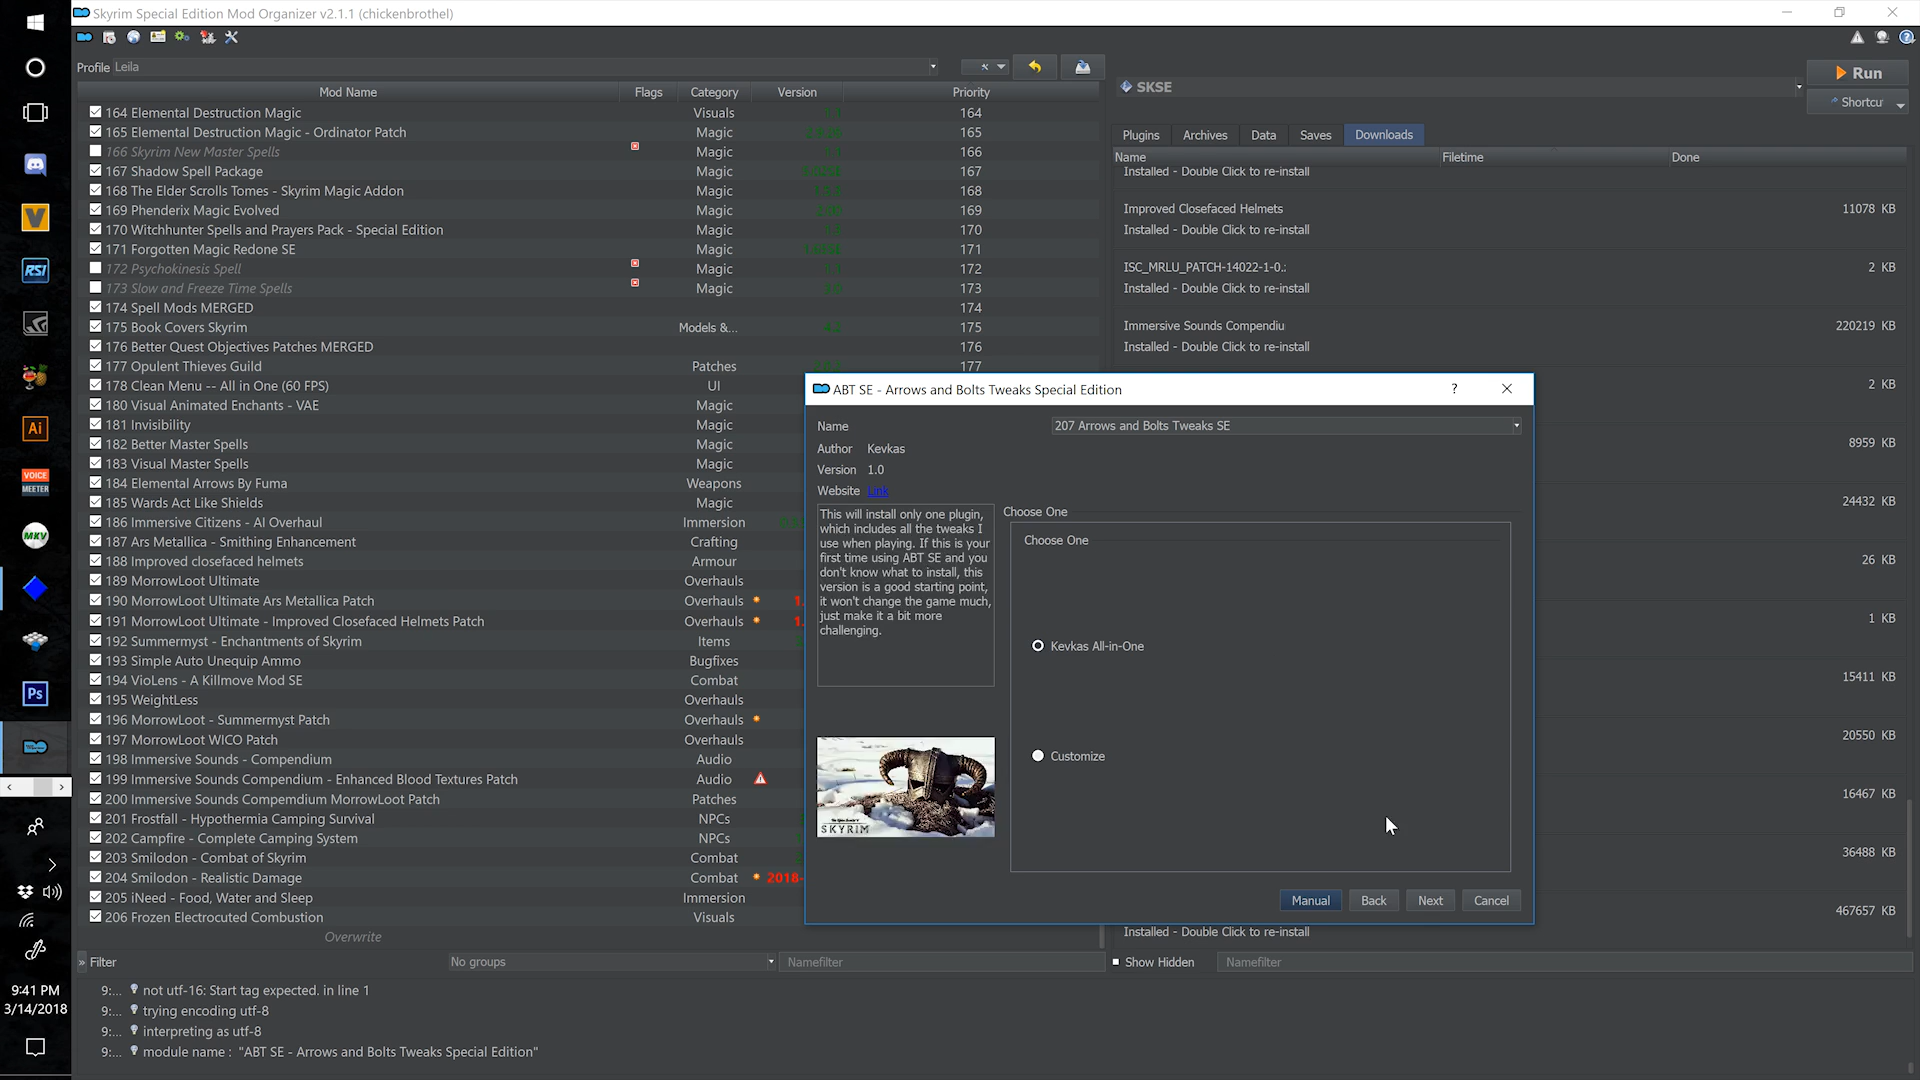 Skyrim Special Edition Mod Organizer v2.1.1 (chickenbrothel)
Profile Leila
Mod Name Flags Category Version Priority
164 Elemental Destruction Magic Visuals 164
165 Elemental Destruction Magic - Ordinator Patch Magic 165
166 Skyrim New Master Spells Magic 166
167 Shadow Spell Package Magic 167
168 The Elder Scrolls Tomes - Skyrim Magic Addon Magic 168
169 Phenderix Magic Evolved Magic 169
170 Witchhunter Spells and Prayers Pack - Special Edition Magic 170
171 Forgotten Magic Redone SE Magic 171
172 Psychokinesis Spell Magic 172
173 Slow and Freeze Time Spells Magic 173
174 Spell Mods MERGED 174
175 Book Covers Skyrim Models &... 175
176 Better Quest Objectives Patches MERGED 176
177 Opulent Thieves Guild Patches 177
178 Clean Menu -- All in One (60 FPS) UI
180 Visual Animated Enchants - VAE Magic
181 Invisibility Magic
182 Better Master Spells Magic
183 Visual Master Spells Magic
184 Elemental Arrows By Fuma Weapons
185 Wards Act Like Shields Magic
186 Immersive Citizens - AI Overhaul Immersion
187 Ars Metallica - Smithing Enhancement Crafting
188 Improved closefaced helmets Armour
189 MorrowLoot Ultimate Overhauls
190 MorrowLoot Ultimate Ars Metallica Patch Overhauls 1.
191 MorrowLoot Ultimate - Improved Closefaced Helmets Patch Overhauls 1.
192 Summermyst - Enchantments of Skyrim Items
193 Simple Auto Unequip Ammo Bugfixes
194 VioLens - A Killmove Mod SE Combat
195 WeightLess Overhauls
196 MorrowLoot - Summermyst Patch Overhauls
197 MorrowLoot WICO Patch Overhauls
198 Immersive Sounds - Compendium Audio
199 Immersive Sounds Compendium - Enhanced Blood Textures Patch Audio
200 Immersive Sounds Compemdium MorrowLoot Patch Patches
201 Frostfall - Hypothermia Camping Survival NPCs
202 Campfire - Complete Camping System NPCs
203 Smilodon - Combat of Skyrim Combat
204 Smilodon - Realistic Damage Combat 2018-
205 iNeed - Food, Water and Sleep Immersion
206 Frozen Electrocuted Combustion Visuals
Overwrite
» Filter No groups Namefilter
9:... not utf-16: Start tag expected. in line 1
9:... trying encoding utf-8
9:... interpreting as utf-8
9:... module name : "ABT SE - Arrows and Bolts Tweaks Special Edition"
SKSE
Run
Shortcu
Plugins Archives Data Saves Downloads
Name Filetime Done
Installed - Double Click to re-install
Improved Closefaced Helmets 11078 KB
Installed - Double Click to re-install
ISC_MRLU_PATCH-14022-1-0.: 2 KB
Installed - Double Click to re-install
Immersive Sounds Compendiu 220219 KB
Installed - Double Click to re-install
2 KB
8959 KB
24432 KB
26 KB
1 KB
15411 KB
20550 KB
16467 KB
36488 KB
467657 KB
Installed - Double Click to re-install
Show Hidden Namefilter
ABT SE - Arrows and Bolts Tweaks Special Edition
Name 207 Arrows and Bolts Tweaks SE
Author Kevkas
Version 1.0
Website Link
This will install only one plugin,
which includes all the tweaks I
use when playing. If this is your
first time using ABT SE and you
don't know what to install, this
version is a good starting point,
it won't change the game much,
just make it a bit more
challenging.
SKYRIM
Choose One
Choose One
Kevkas All-in-One
Customize
Manual Back Next Cancel
RSI
Ai
VOICE
MEETER
MKV
Ps
9:41 PM
3/14/2018